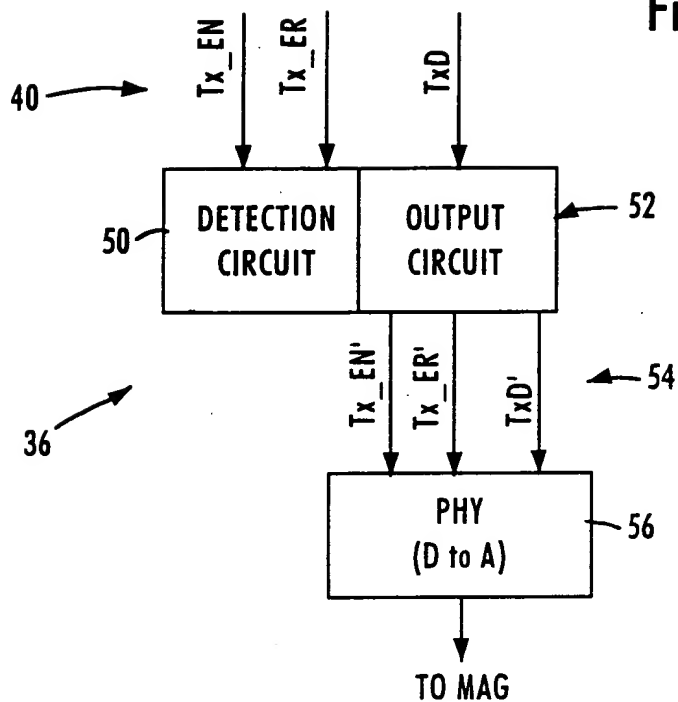 Fi
Tx_EN
Tx_ER
TxD
40
DETECTION
CIRCUIT
OUTPUT
CIRCUIT
50
52
Tx_EN'
Tx_ER'
TxD'
54
36
PHY
(D to A)
56
TO MAG